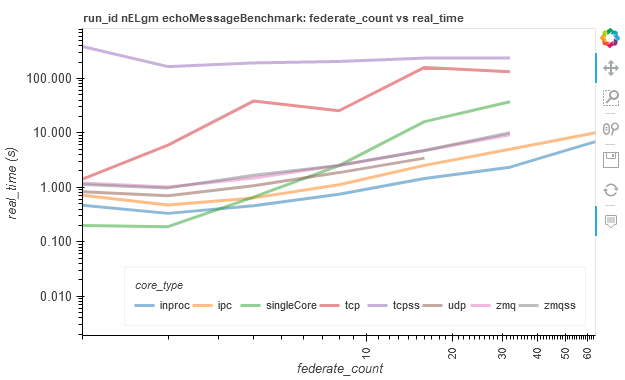 run_id nELgm echoMessageBenchmark: federate_count vs real_time
real_time (s)
100.000
10.000
1.000
0.100
0.010
core_type
inproc ipc singleCore tcp tcpss udp zmq zmqss
10 20 30 40 50 60
federate_count